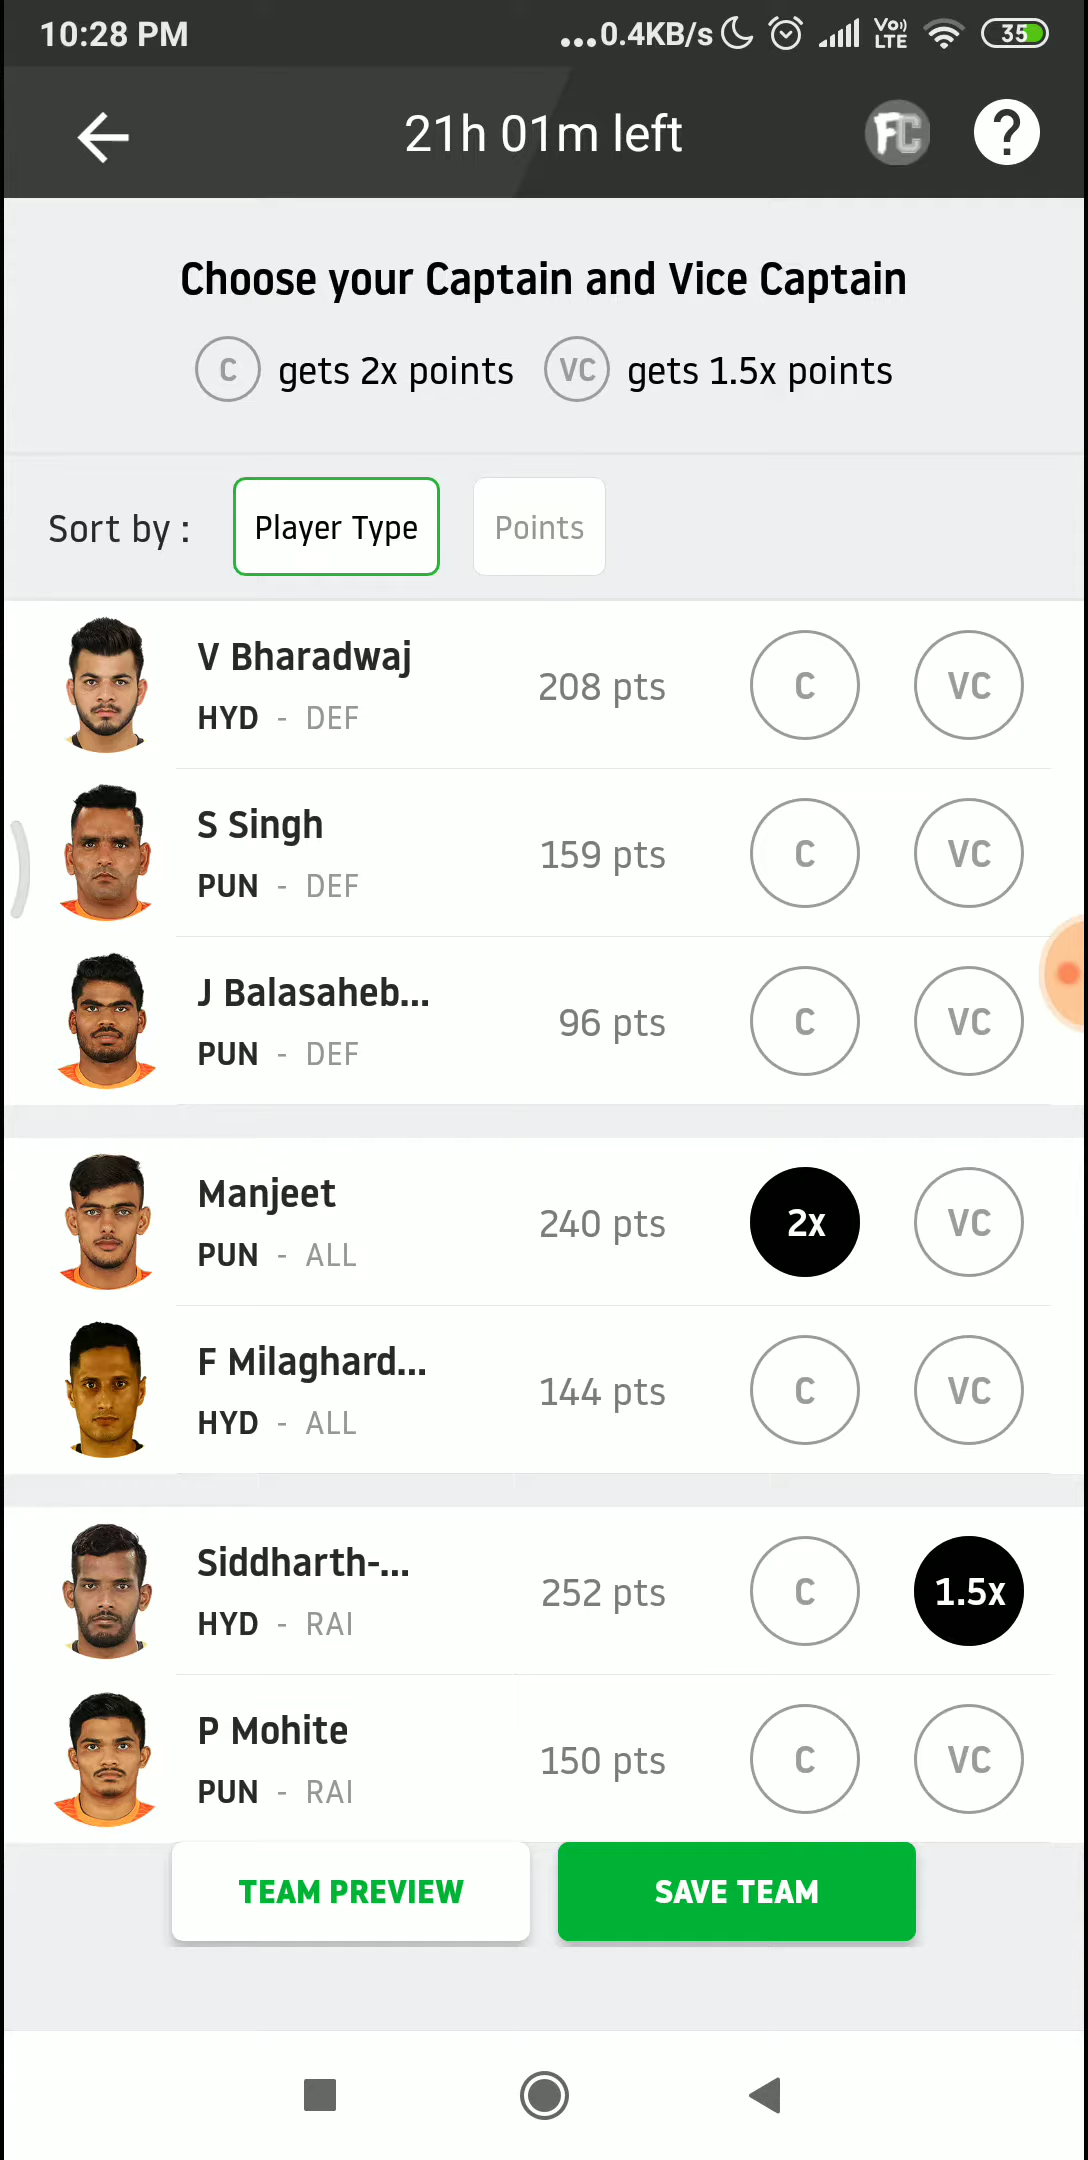 10:28 PM
...0.4KB/s
Vo))
LTE
35
21h 01m left
FC
?
Choose your Captain and Vice Captain
C gets 2x points VC gets 1.5x points
Sort by : Player Type Points
V Bharadwaj
HYD - DEF
208 pts
C VC
S Singh
PUN - DEF
159 pts
C VC
J Balasaheb...
PUN - DEF
96 pts
C VC
Manjeet
PUN - ALL
240 pts
2x VC
F Milaghard...
HYD - ALL
144 pts
C VC
Siddharth-...
HYD - RAI
252 pts
C 1.5x
P Mohite
PUN - RAI
150 pts
C VC
TEAM PREVIEW SAVE TEAM